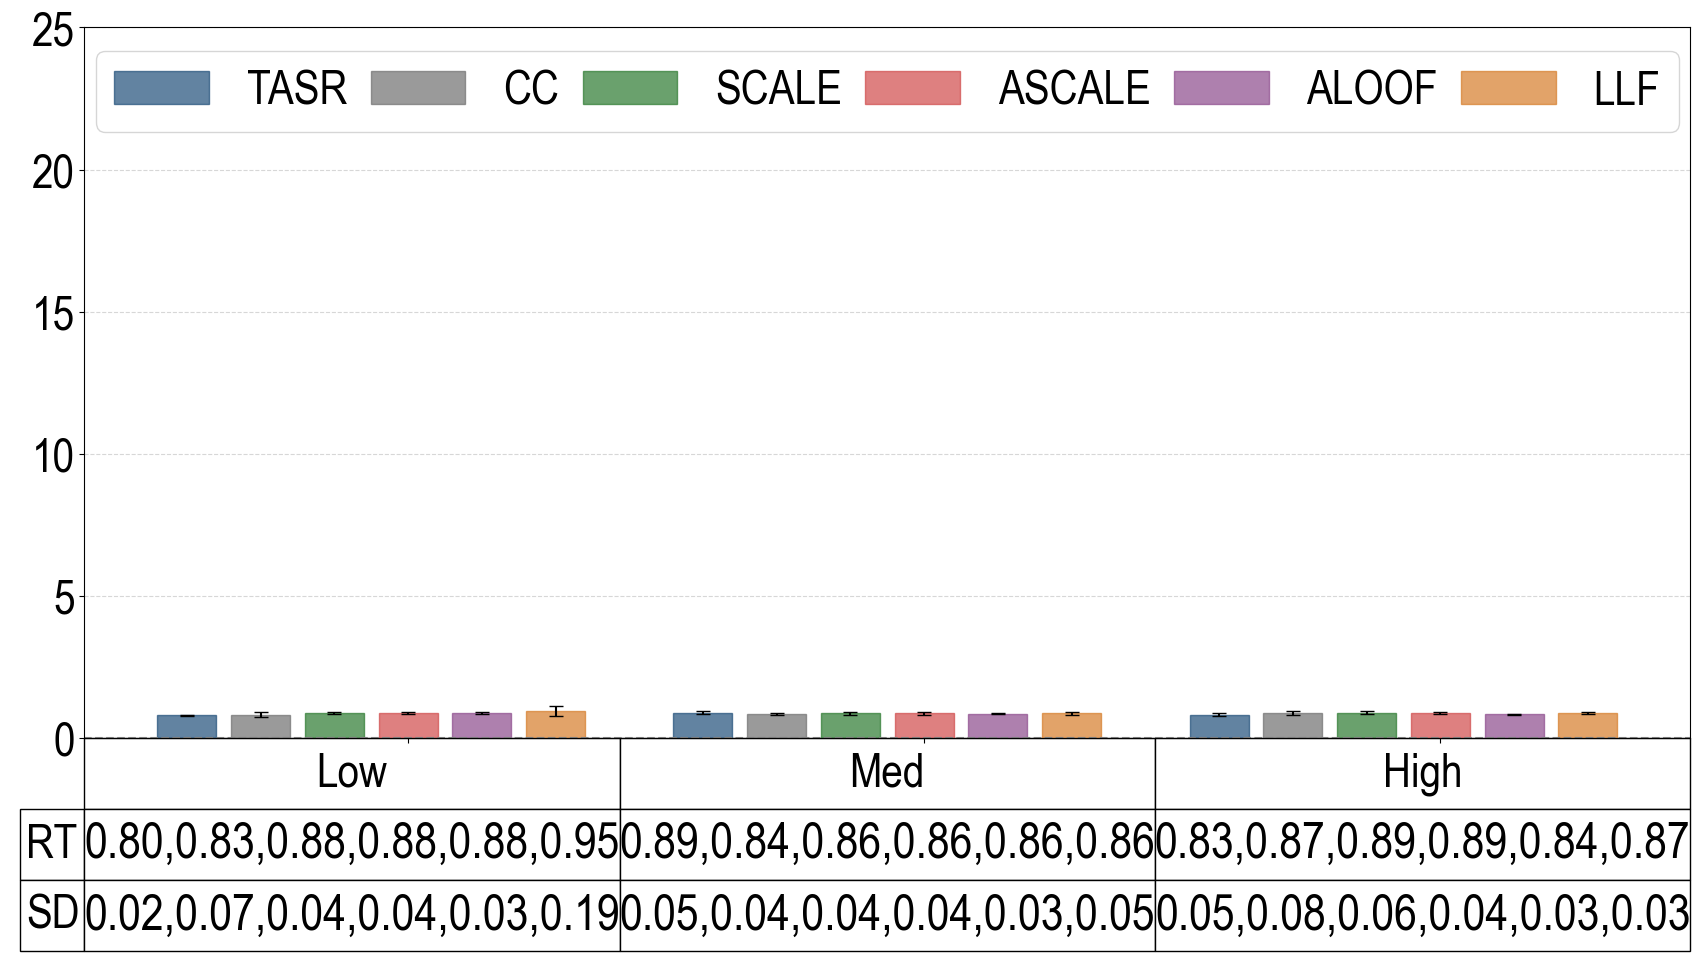 25
TASR CC SCALE ASCALE ALOOF LLF
20
15
10
5
0
Low Med High
RT 0.80,0.83,0.88,0.88,0.88,0.95 0.89,0.84,0.86,0.86,0.86,0.86 0.83,0.87,0.89,0.89,0.84,0.87
SD 0.02,0.07,0.04,0.04,0.03,0.19 0.05,0.04,0.04,0.04,0.03,0.05 0.05,0.08,0.06,0.04,0.03,0.03